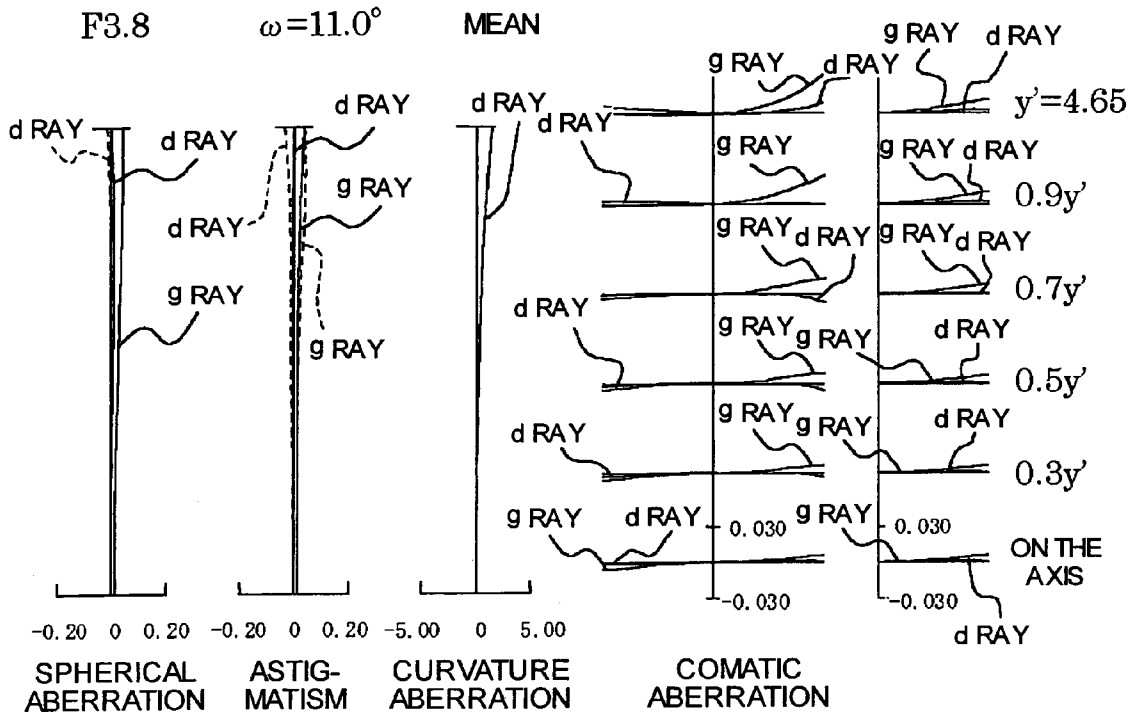 F3.8
ω=11.0°
MEAN
d RAY
d RAY
g RAY
-0.20 0 0.20
SPHERICAL
ABERRATION
d RAY
g RAY
d RAY
g RAY
-0.20 0 0.20
ASTIG-
MATISM
d RAY
-5.00 0 5.00
CURVATURE
ABERRATION
g RAY
d RAY
g RAY
d RAY
y'=4.65
d RAY
g RAY
g RAY
d RAY
0.9y'
g RAY
d RAY
g RAY
d RAY
0.7y'
d RAY
g RAY
g RAY
d RAY
0.5y'
d RAY
g RAY
g RAY
d RAY
0.3y'
g RAY
d RAY
0.030
-0.030
g RAY
0.030
-0.030
d RAY
ON THE
AXIS
COMATIC
ABERRATION